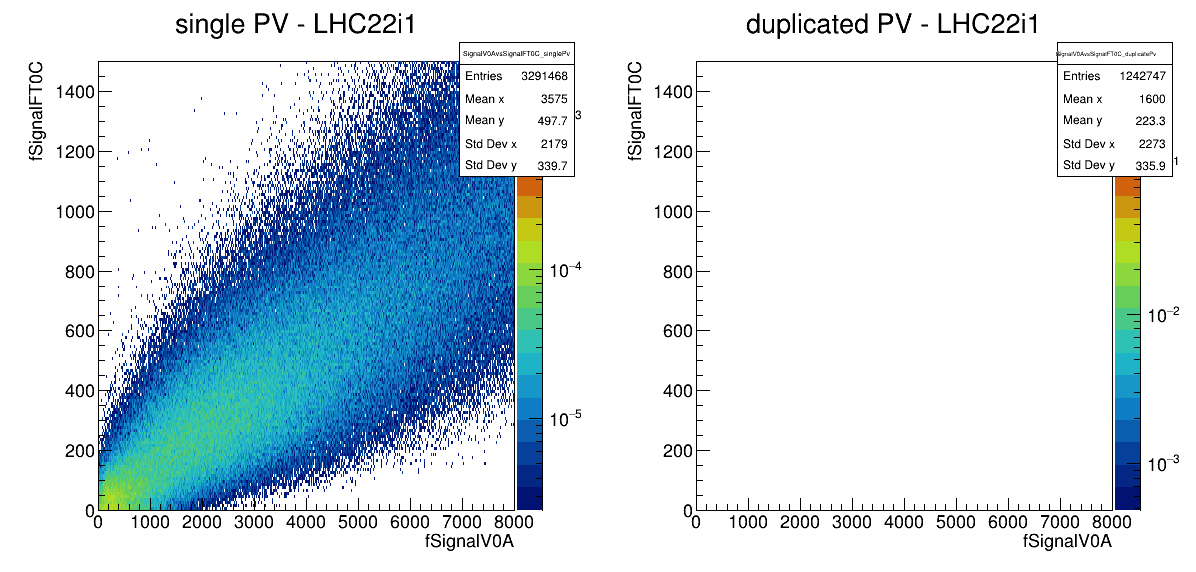 single PV - LHC22i1
SignalV0AvsSignalFT0C_singlePv
Entries 3291468
Mean x 3575
Mean y 497.7
Std Dev x 2179
Std Dev y 339.7
fSignalFT0C
1400
1200
1000
800
600
400
200
0
0 1000 2000 3000 4000 5000 6000 7000 8000
fSignalV0A
3
10−4
10−5
duplicated PV - LHC22i1
SignalV0AvsSignalFT0C_duplicatePv
Entries 1242747
Mean x 1600
Mean y 223.3
Std Dev x 2273
Std Dev y 335.9
fSignalFT0C
1400
1200
1000
800
600
400
200
0
0 1000 2000 3000 4000 5000 6000 7000 8000
fSignalV0A
1
10−2
10−3